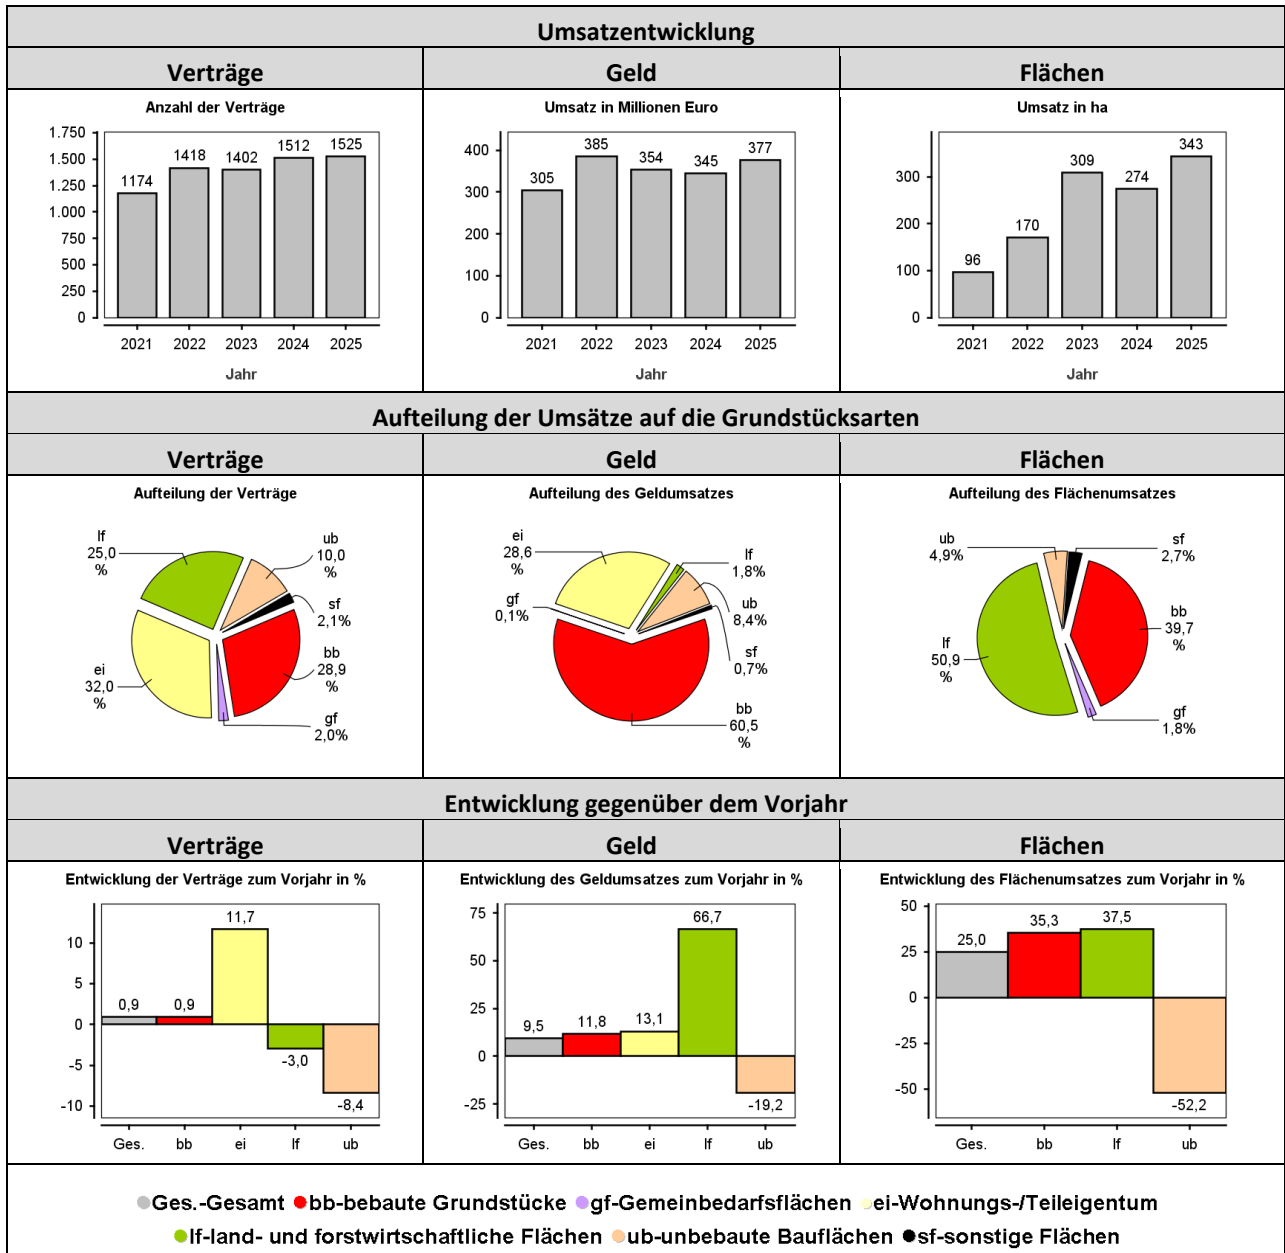 Umsatzentwicklung
Verträge
Geld
Flächen
Anzahl der Verträge
1.750
1.500
1.250
1.000
750
500
250
0
1174
1418
1402
1512
1525
2021
2022
2023
2024
2025
Jahr
Umsatz in Millionen Euro
400
300
200
100
0
305
385
354
345
377
2021
2022
2023
2024
2025
Jahr
Umsatz in ha
300
200
100
0
96
170
309
274
343
2021
2022
2023
2024
2025
Jahr
Aufteilung der Umsätze auf die Grundstücksarten
Verträge
Geld
Flächen
Aufteilung der Verträge
lf
25,0
%
ub
10,0
%
sf
2,1%
bb
28,9
%
gf
2,0%
ei
32,0
%
Aufteilung des Geldumsatzes
ei
28,6
%
lf
1,8%
ub
8,4%
sf
0,7%
bb
60,5
%
gf
0,1%
Aufteilung des Flächenumsatzes
ub
4,9%
sf
2,7%
bb
39,7
%
gf
1,8%
lf
50,9
%
Entwicklung gegenüber dem Vorjahr
Verträge
Geld
Flächen
Entwicklung der Verträge zum Vorjahr in %
10
5
0
-5
-10
0,9
0,9
11,7
-3,0
-8,4
Ges.
bb
ei
lf
ub
Entwicklung des Geldumsatzes zum Vorjahr in %
75
50
25
0
-25
9,5
11,8
13,1
66,7
-19,2
Ges.
bb
ei
lf
ub
Entwicklung des Flächenumsatzes zum Vorjahr in %
50
25
0
-25
-50
25,0
35,3
37,5
-52,2
Ges.
bb
lf
ub
Ges.-Gesamt bb-bebaute Grundstücke gf-Gemeinbedarfsflächen ei-Wohnungs-/Teileigentum
lf-land- und forstwirtschaftliche Flächen ub-unbebaute Bauflächen sf-sonstige Flächen